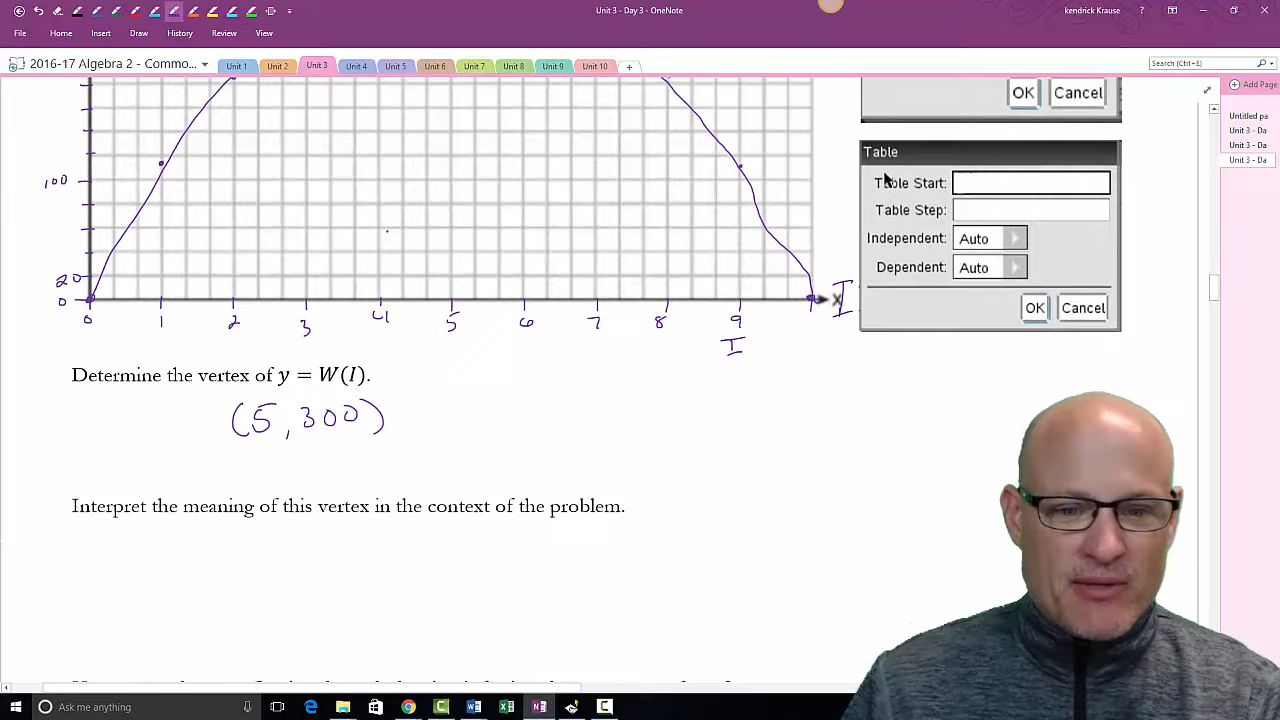 Unit 3 - Day 3 - OneNote
kendrick Krause
File Home Insert Draw History Review View
2016-17 Algebra 2 - Commo...
Unit 1 Unit 2 Unit 3 Unit 4 Unit 5 Unit 6 Unit 7 Unit 8 Unit 9 Unit 10 +
Search (Ctrl+E)
Add Page
Untitled pa
Unit 3 - Da
Unit 3 - Da
Unit 3 - Da
OK Cancel
Table
Table Start:
Table Step:
Independent: Auto
Dependent: Auto
OK Cancel
100
20
0
x I
0 1 2 3 4 5 6 7 8 9
I
Determine the vertex of y = W(I).
(5, 300)
Interpret the meaning of this vertex in the context of the problem.
Ask me anything